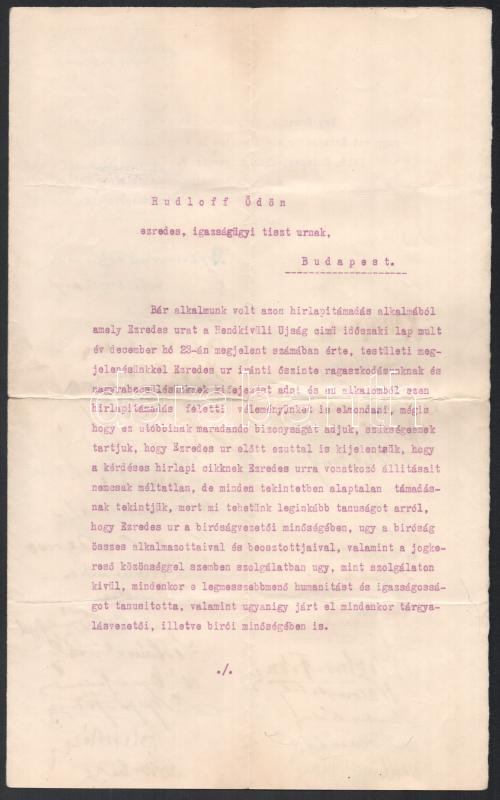 Rudloff Ödön
ezredes, igazságügyi tiszt urnak,
Budapest.
Bár alkalmunk volt azon hirlapitámadás alkalmából
amely Ezredes urat a Rendkivüli Ujság cimü időszaki lap mult
év december hó 23-án megjelent számában érte, testületi meg-
jelenésünkkel Ezredes ur iránti őszinte ragaszkodásunknak és
nagyrabecsülésünknek kifejezést adni és ez alkalomból ezen
hirlapitámadás feletti véleményünket is elmondani, mégis
hogy ez utóbbinak maradandó bizonyságát adjuk, szükségesnek
tartjuk, hogy Ezredes ur előtt ezuttal is kijelentsük, hogy
a kérdéses hirlapi cikknek Ezredes urra vonatkozó állitásait
nemcsak méltatlan, de minden tekintetben alaptalan támadás-
nak tekintjük, mert mi tehetünk leginkább tanuságot arról,
hogy Ezredes ur a biróságvezetői minőségében, ugy a biróság
összes alkalmazottaival és beosztottjaival, valamint a jogke-
reső közönséggel szemben szolgálatban ugy, mint szolgálaton
kivül, mindenkor a legmesszebbmenő humanitást és igazságossá-
got tanusitotta, valamint ugyanigy járt el mindenkor tárgya-
lásvezetői, illetve birói minőségében is.
./.
darabanth